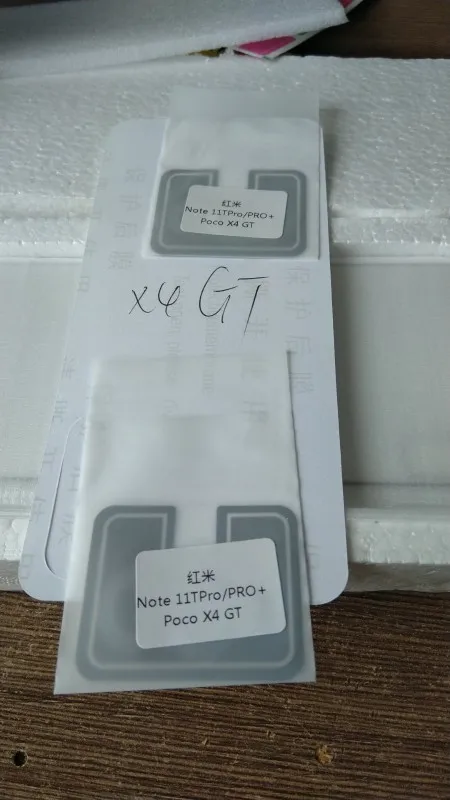 红米
Note 11TPro/PRO+
Poco X4 GT
X4 GT
红米
Note 11TPro/PRO+
Poco X4 GT